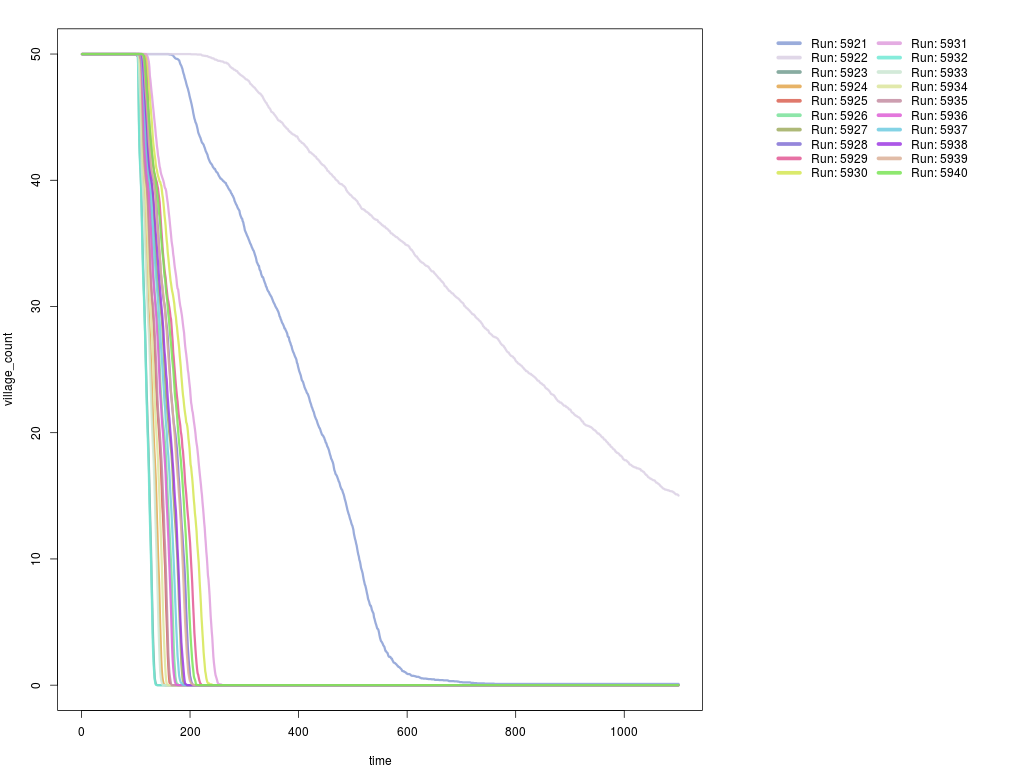 50
40
30
20
10
0
village_count
0 200 400 600 800 1000
time
Run: 5921 Run: 5931
Run: 5922 Run: 5932
Run: 5923 Run: 5933
Run: 5924 Run: 5934
Run: 5925 Run: 5935
Run: 5926 Run: 5936
Run: 5927 Run: 5937
Run: 5928 Run: 5938
Run: 5929 Run: 5939
Run: 5930 Run: 5940